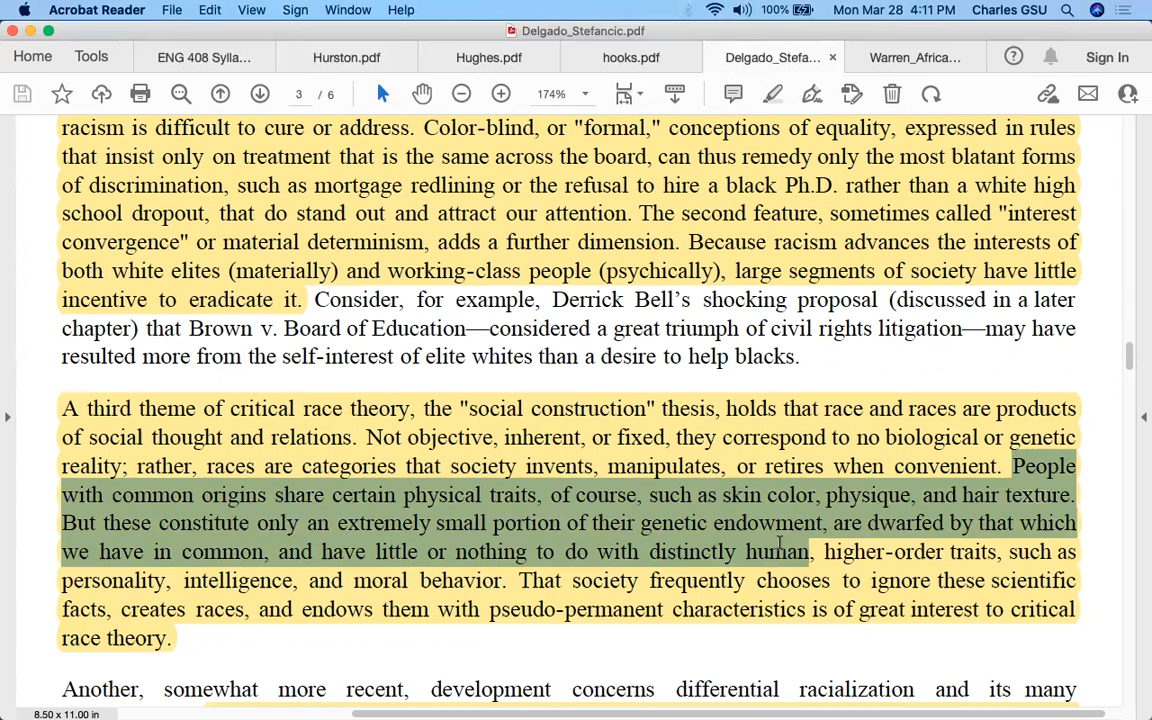 Acrobat Reader File Edit View Sign Window Help 100% Mon Mar 28 4:11 PM Charles GSU
Delgado_Stefancic.pdf
Home Tools ENG 408 Sylla... Hurston.pdf Hughes.pdf hooks.pdf Delgado_Stefa... × Warren_Africa... Sign In
3 / 6 174%
racism is difficult to cure or address. Color-blind, or "formal," conceptions of equality, expressed in rules
that insist only on treatment that is the same across the board, can thus remedy only the most blatant forms
of discrimination, such as mortgage redlining or the refusal to hire a black Ph.D. rather than a white high
school dropout, that do stand out and attract our attention. The second feature, sometimes called "interest
convergence" or material determinism, adds a further dimension. Because racism advances the interests of
both white elites (materially) and working-class people (psychically), large segments of society have little
incentive to eradicate it. Consider, for example, Derrick Bell’s shocking proposal (discussed in a later
chapter) that Brown v. Board of Education—considered a great triumph of civil rights litigation—may have
resulted more from the self-interest of elite whites than a desire to help blacks.
A third theme of critical race theory, the "social construction" thesis, holds that race and races are products
of social thought and relations. Not objective, inherent, or fixed, they correspond to no biological or genetic
reality; rather, races are categories that society invents, manipulates, or retires when convenient. People
with common origins share certain physical traits, of course, such as skin color, physique, and hair texture.
But these constitute only an extremely small portion of their genetic endowment, are dwarfed by that which
we have in common, and have little or nothing to do with distinctly human, higher-order traits, such as
personality, intelligence, and moral behavior. That society frequently chooses to ignore these scientific
facts, creates races, and endows them with pseudo-permanent characteristics is of great interest to critical
race theory.
Another, somewhat more recent, development concerns differential racialization and its many
8.50 x 11.00 in